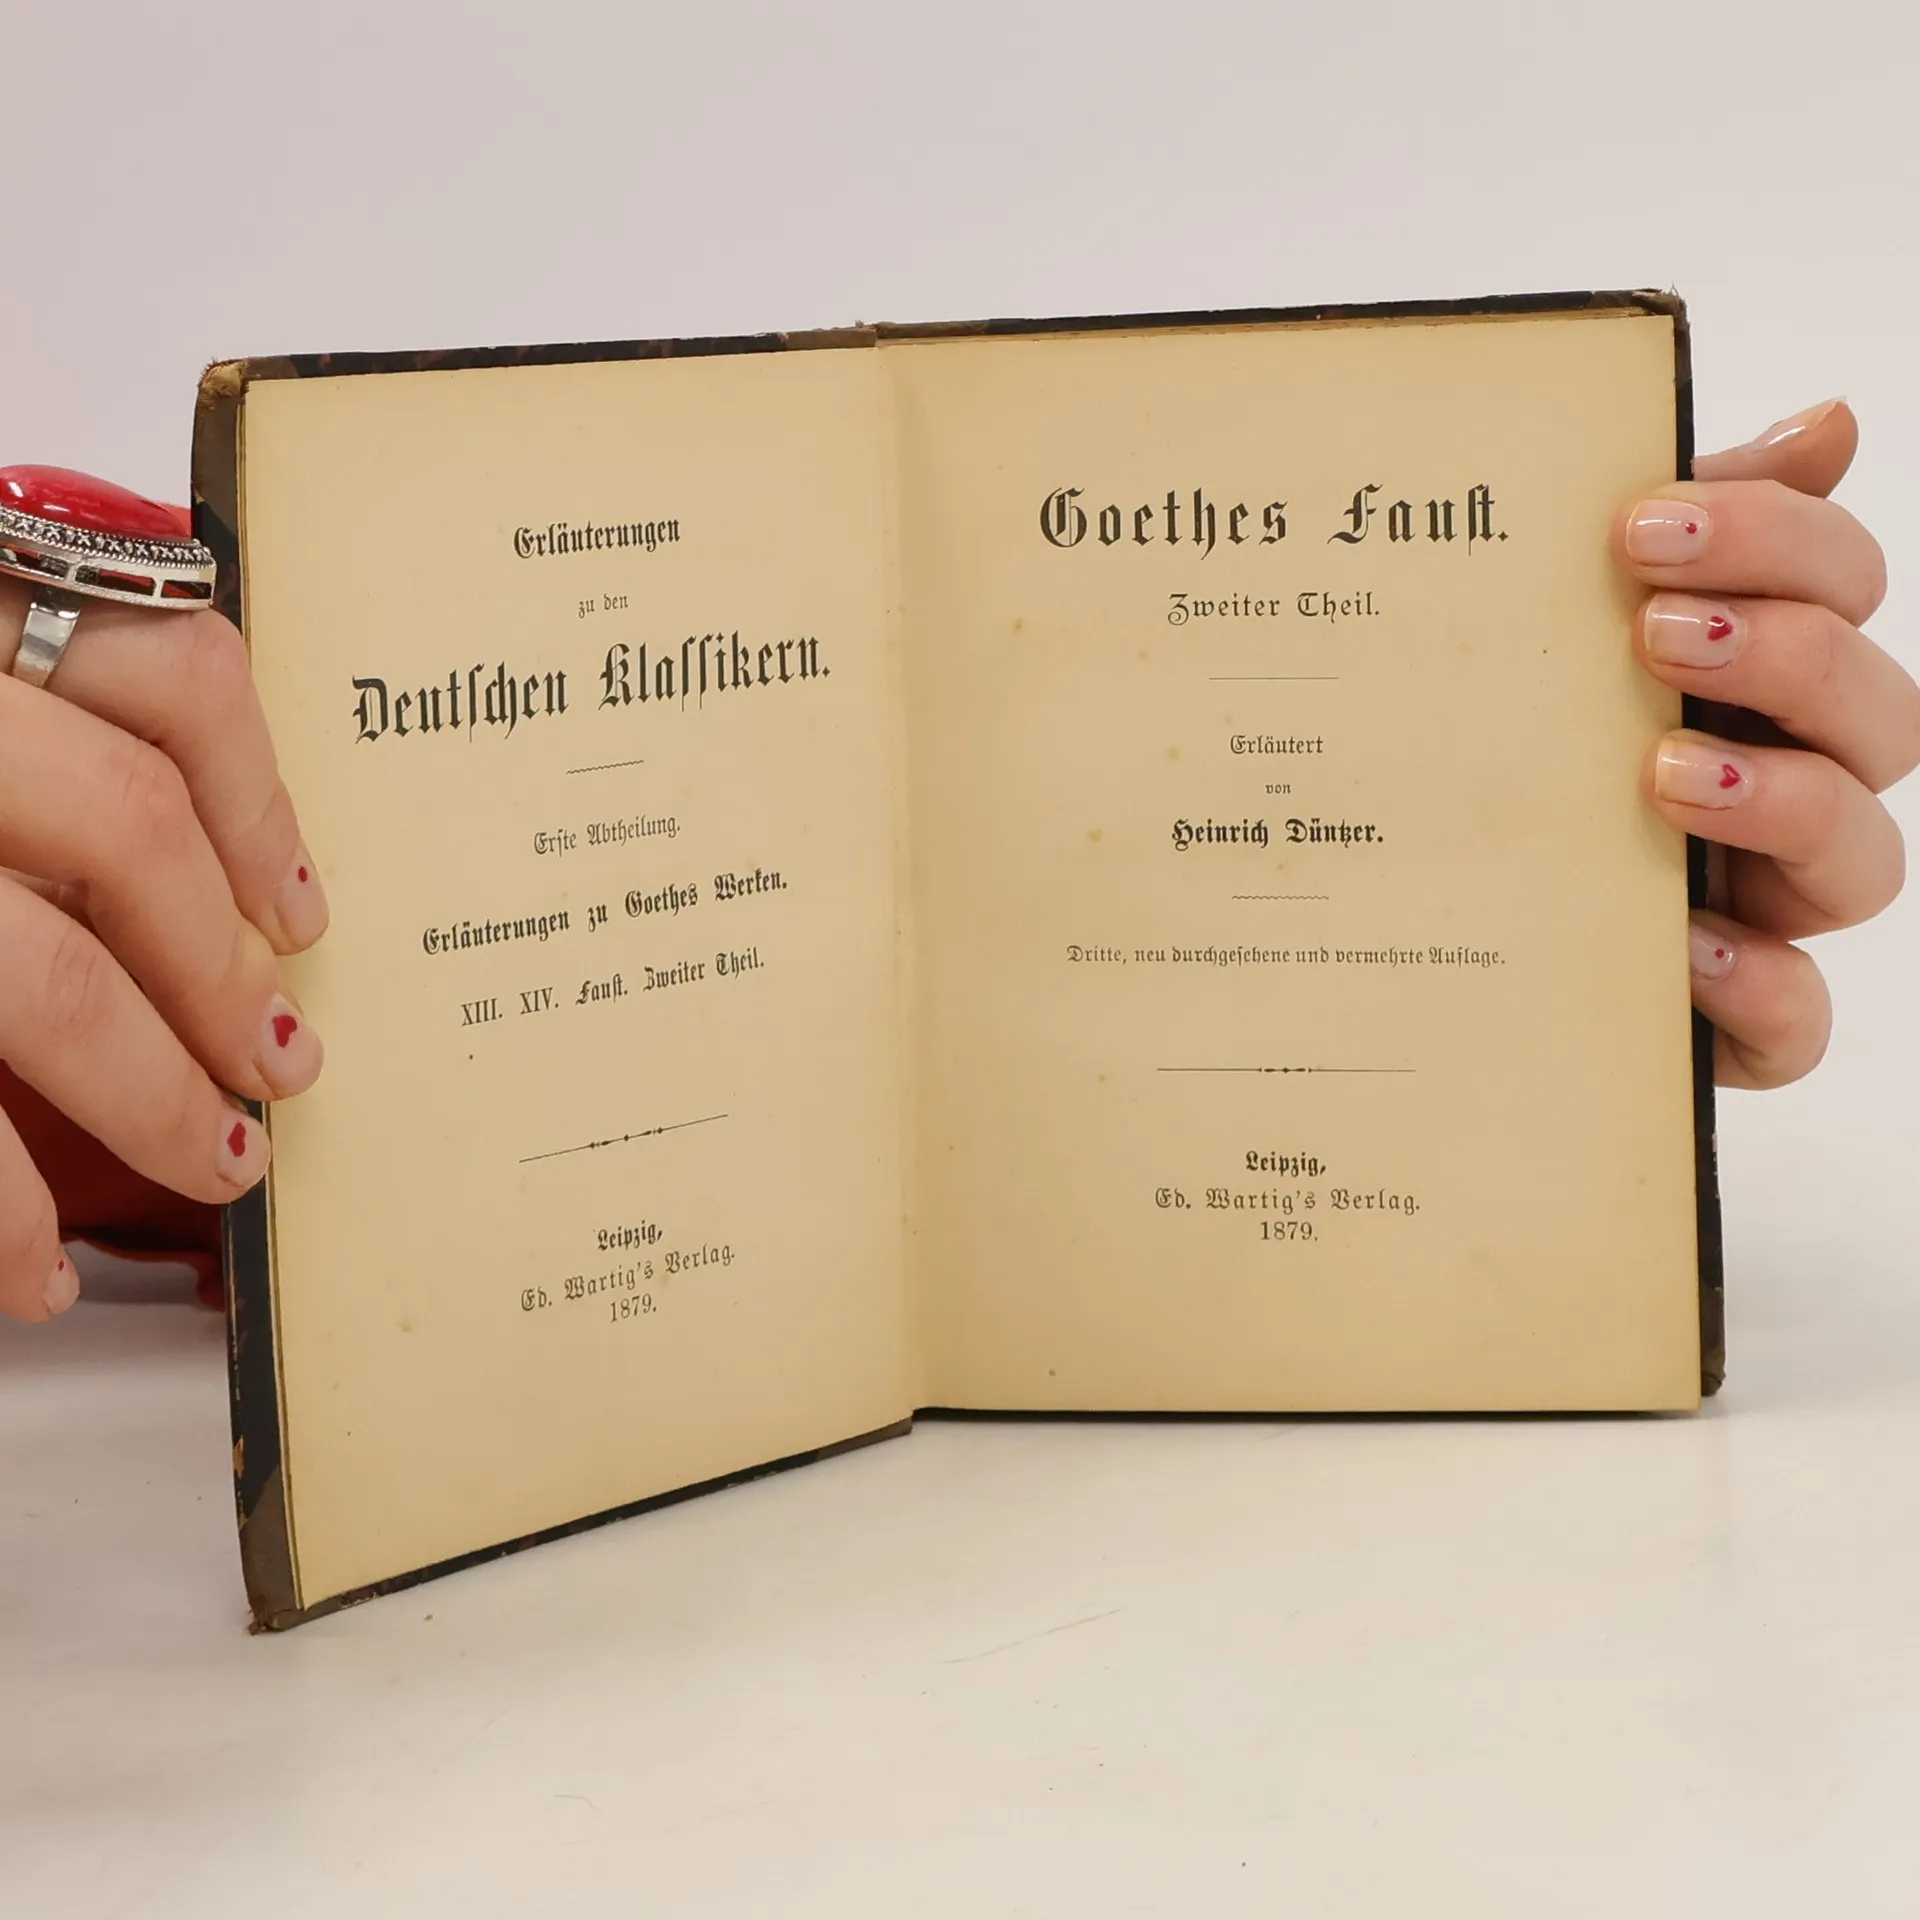 Erläuterungen
zu den
Deutſchen Klaſſikern.
Erſte Abtheilung.
Erläuterungen zu Goethes Werken.
XIII. XIV. Fauſt. Zweiter Theil.
Leipzig,
Ed. Wartig's Verlag.
1879.
Goethes Fauſt.
Zweiter Theil.
Erläutert
von
Heinrich Düntzer.
Dritte, neu durchgeſehene und vermehrte Auflage.
Leipzig,
Ed. Wartig's Verlag.
1879.